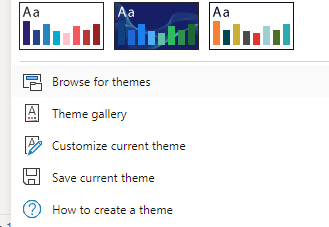 Aa Aa Aa
Browse for themes
Theme gallery
Customize current theme
Save current theme
How to create a theme